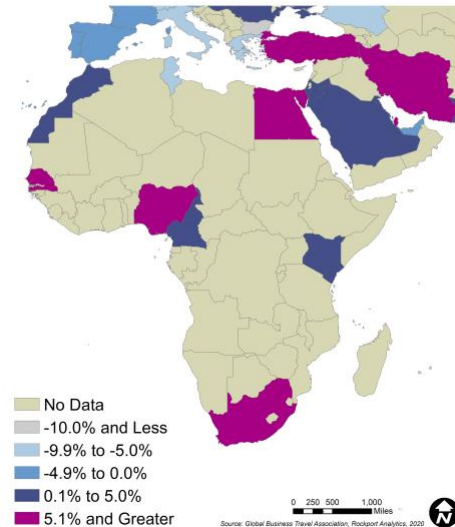 No Data
-10.0% and Less
-9.9% to -5.0%
-4.9% to 0.0%
0.1% to 5.0%
5.1% and Greater
0 250 500 1,000
Miles
Source: Global Business Travel Association, Rockport Analytics, 2020
N